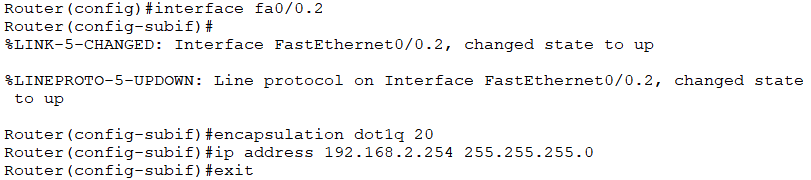 Router(config)#interface fa0/0.2
Router(config-subif)#
%LINK-5-CHANGED: Interface FastEthernet0/0.2, changed state to up
%LINEPROTO-5-UPDOWN: Line protocol on Interface FastEthernet0/0.2, changed state
to up
Router(config-subif)#encapsulation dot1q 20
Router(config-subif)#ip address 192.168.2.254 255.255.255.0
Router(config-subif)#exit